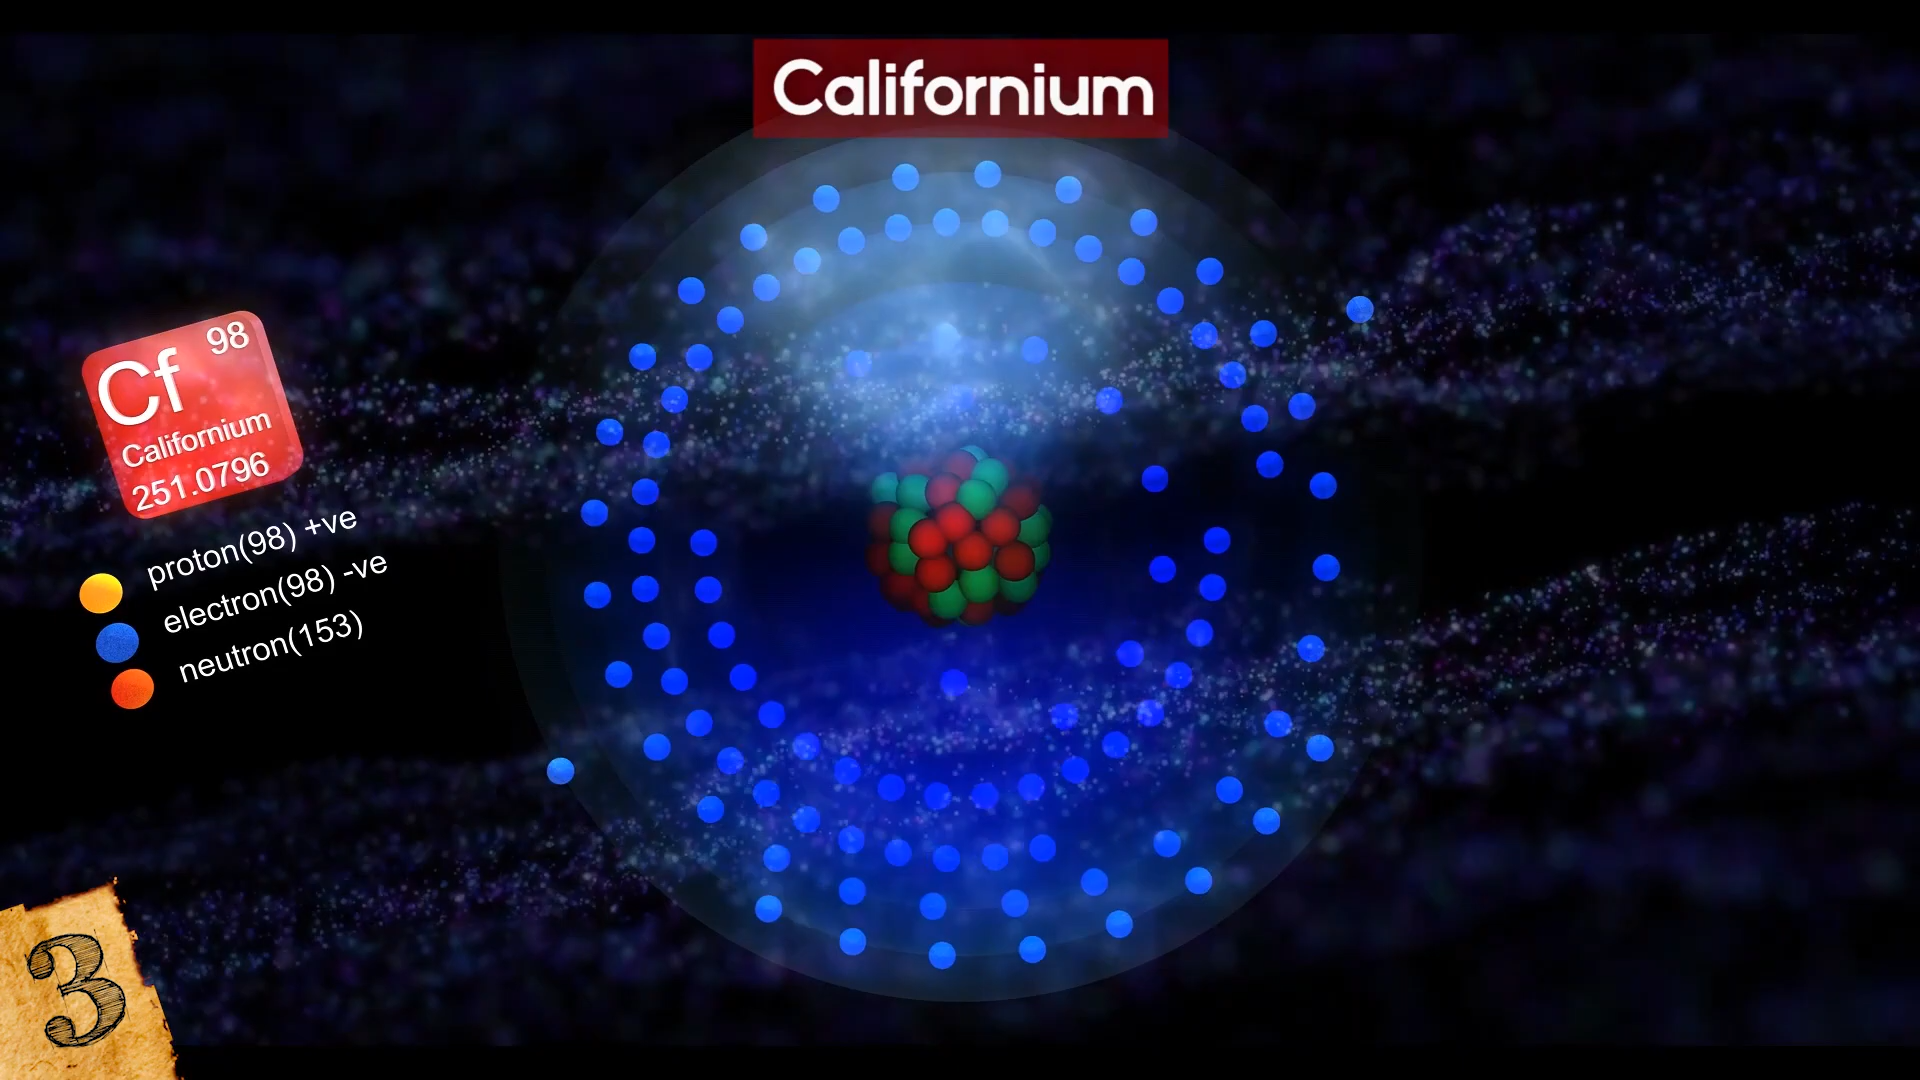 Californium
98
Cf
Californium
251.0796
proton(98) +ve
electron(98) -ve
neutron(153)
3